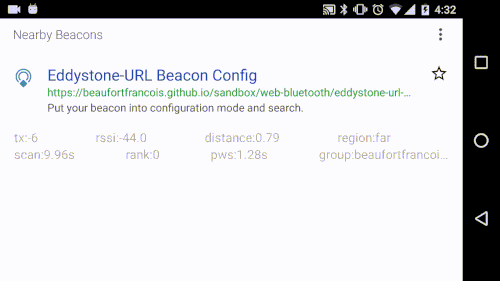 4:32
Nearby Beacons
Eddystone-URL Beacon Config
https://beaufortfrancois.github.io/sandbox/web-bluetooth/eddystone-url-...
Put your beacon into configuration mode and search.
tx:-6 rssi:-44.0 distance:0.79 region:far
scan:9.96s rank:0 pws:1.28s group:beaufortfrancoi...